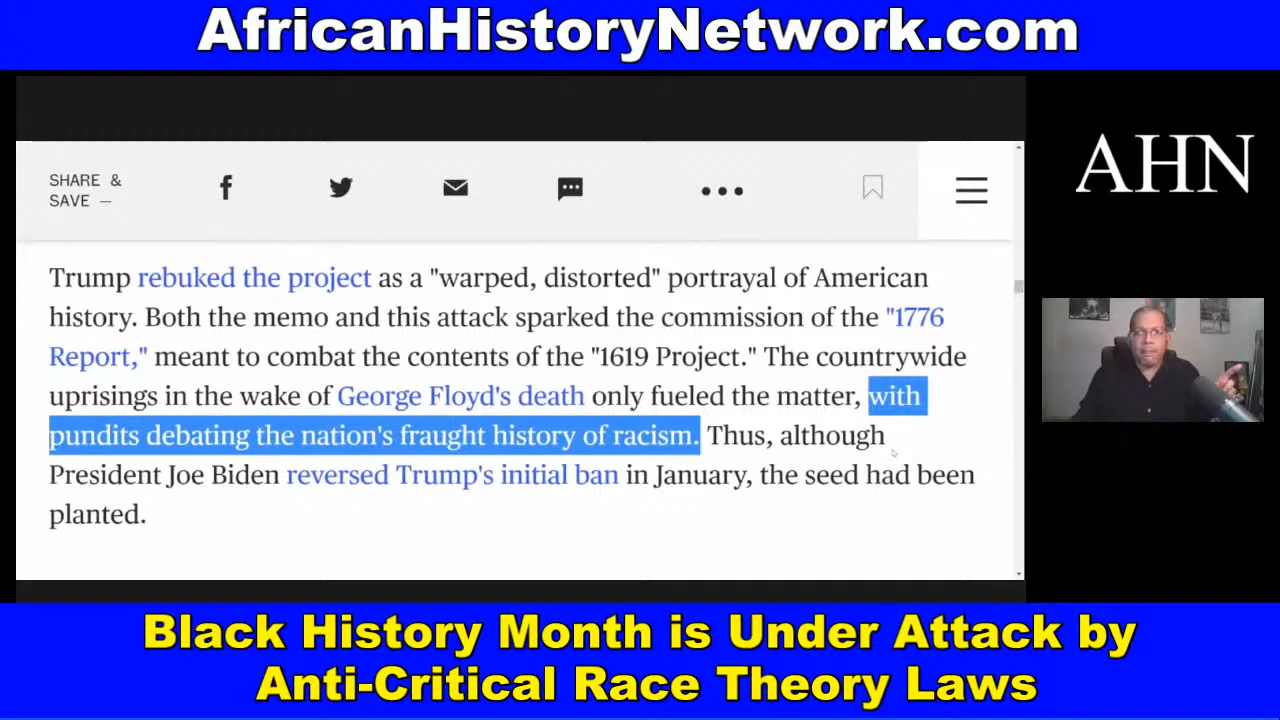 AfricanHistoryNetwork.com
AHN
SHARE &
SAVE —
Trump rebuked the project as a "warped, distorted" portrayal of American
history. Both the memo and this attack sparked the commission of the "1776
Report," meant to combat the contents of the "1619 Project." The countrywide
uprisings in the wake of George Floyd's death only fueled the matter, with
pundits debating the nation's fraught history of racism. Thus, although
President Joe Biden reversed Trump's initial ban in January, the seed had been
planted.
Black History Month is Under Attack by
Anti-Critical Race Theory Laws